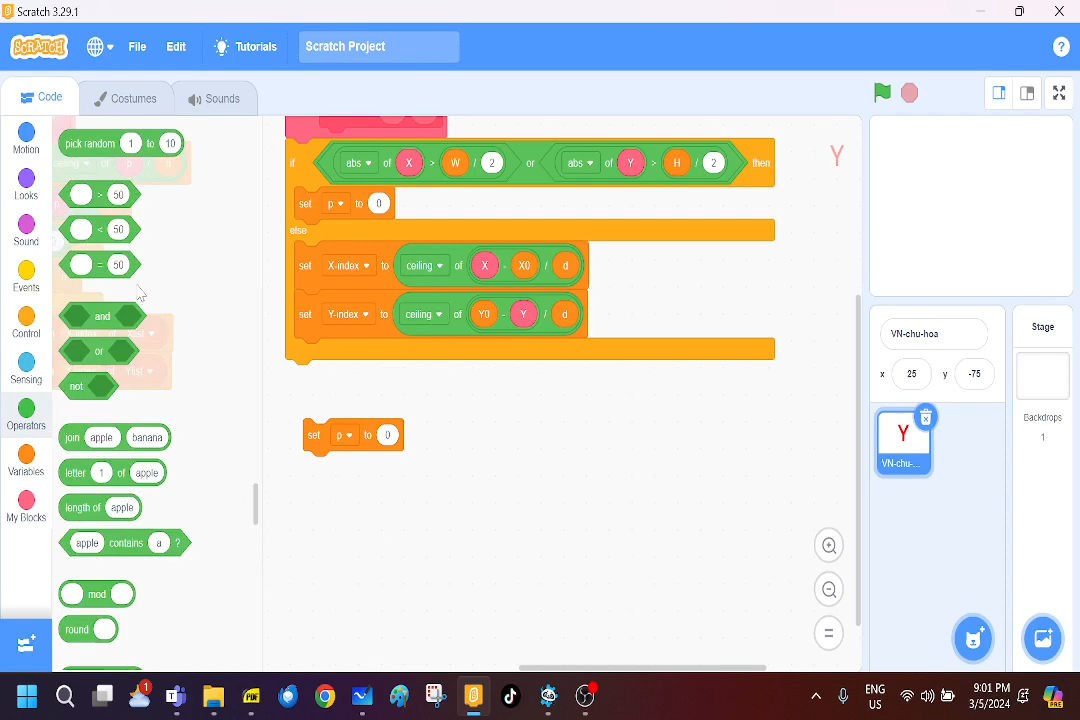 Scratch 3.29.1
SCRATCH File Edit Tutorials Scratch Project
Code Costumes Sounds
Motion
Looks
Sound
Events
Control
Sensing
Operators
Variables
My Blocks
pick random 1 to 10
> 50
< 50
= 50
and
or
not
join apple banana
letter 1 of apple
length of apple
apple contains a ?
mod
round
if abs of X > W / 2 or abs of Y > H / 2 then
set p to 0
else
set X-index to ceiling of X - X0 / d
set Y-index to ceiling of Y0 - Y / d
set p to 0
Y
VN-chu-hoa
x 25 y -75
Y
VN-chu-...
Stage
Backdrops
1
1
PDF
ENG
US
9:01 PM
3/5/2024
PRE